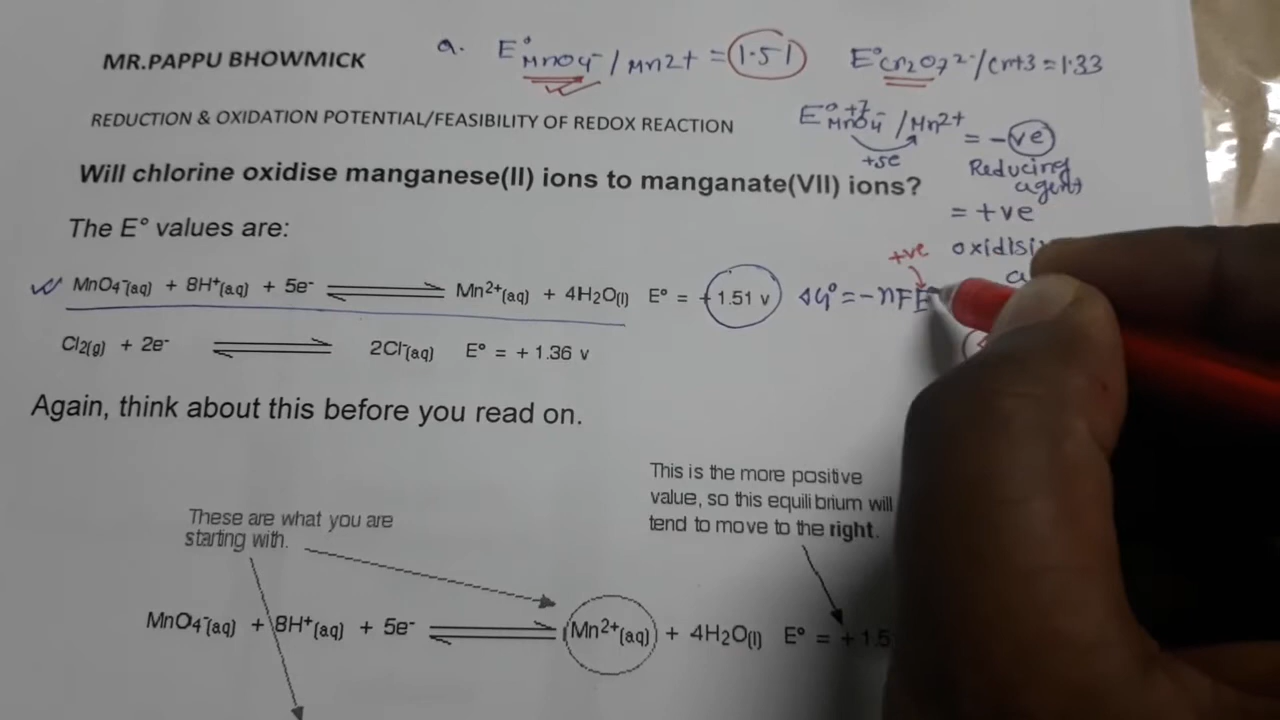 MR.PAPPU BHOWMICK
a. E°MnO4⁻/Mn2+ = 1.51 E°Cr2O7²⁻/Cr+3 = 1.33
REDUCTION & OXIDATION POTENTIAL/FEASIBILITY OF REDOX REACTION
E° +7 MnO4⁻/Mn2+ = -ve
+5e
Reducing
agent
Will chlorine oxidise manganese(II) ions to manganate(VII) ions?
= +ve
The E° values are:
+ve
MnO₄⁻(aq) + 8H⁺(aq) + 5e⁻ ⇌ Mn²⁺(aq) + 4H₂O(l) E° = + 1.51 v
ΔG° = -nFE
Cl₂(g) + 2e⁻ ⇌ 2Cl⁻(aq) E° = + 1.36 v
Again, think about this before you read on.
This is the more positive
value, so this equilibrium will
tend to move to the right.
These are what you are
starting with.
MnO₄⁻(aq) + 8H⁺(aq) + 5e⁻ ⇌ Mn²⁺(aq) + 4H₂O(l) E° = + 1.5